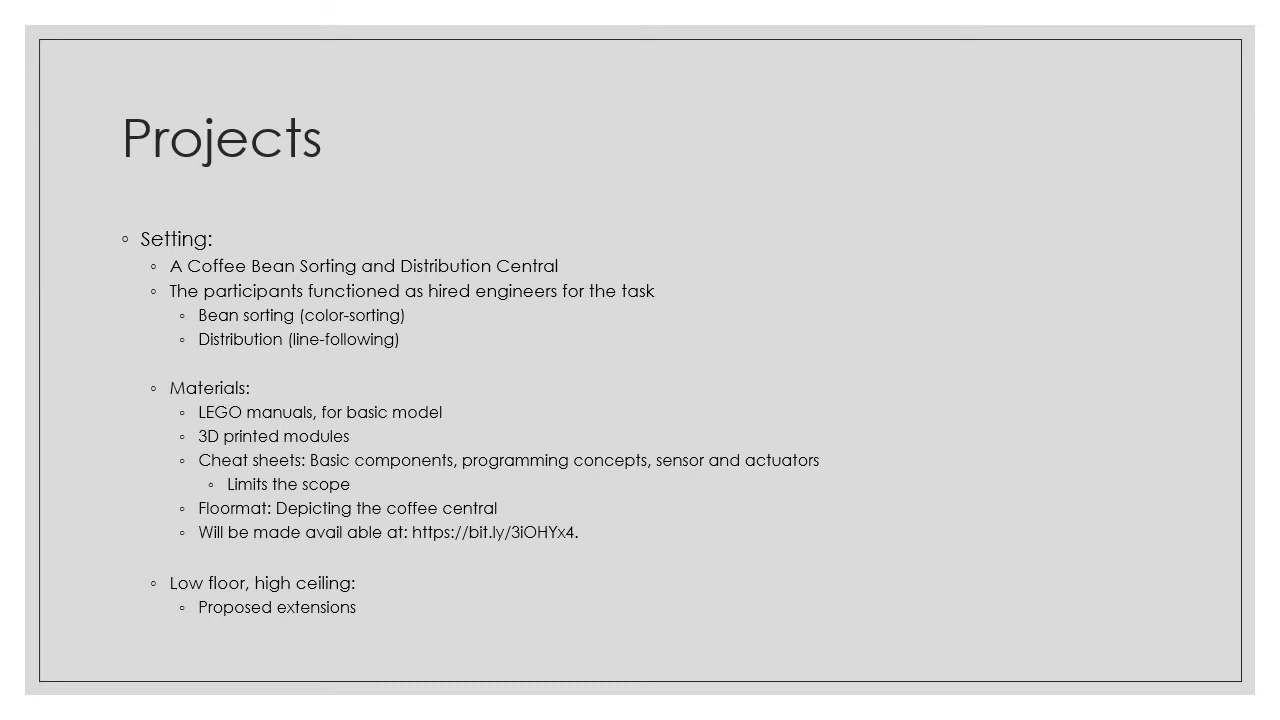 Projects
◦ Setting:
◦ A Coffee Bean Sorting and Distribution Central
◦ The participants functioned as hired engineers for the task
◦ Bean sorting (color-sorting)
◦ Distribution (line-following)
◦ Materials:
◦ LEGO manuals, for basic model
◦ 3D printed modules
◦ Cheat sheets: Basic components, programming concepts, sensor and actuators
◦ Limits the scope
◦ Floormat: Depicting the coffee central
◦ Will be made avail able at: https://bit.ly/3iOHYx4.
◦ Low floor, high ceiling:
◦ Proposed extensions